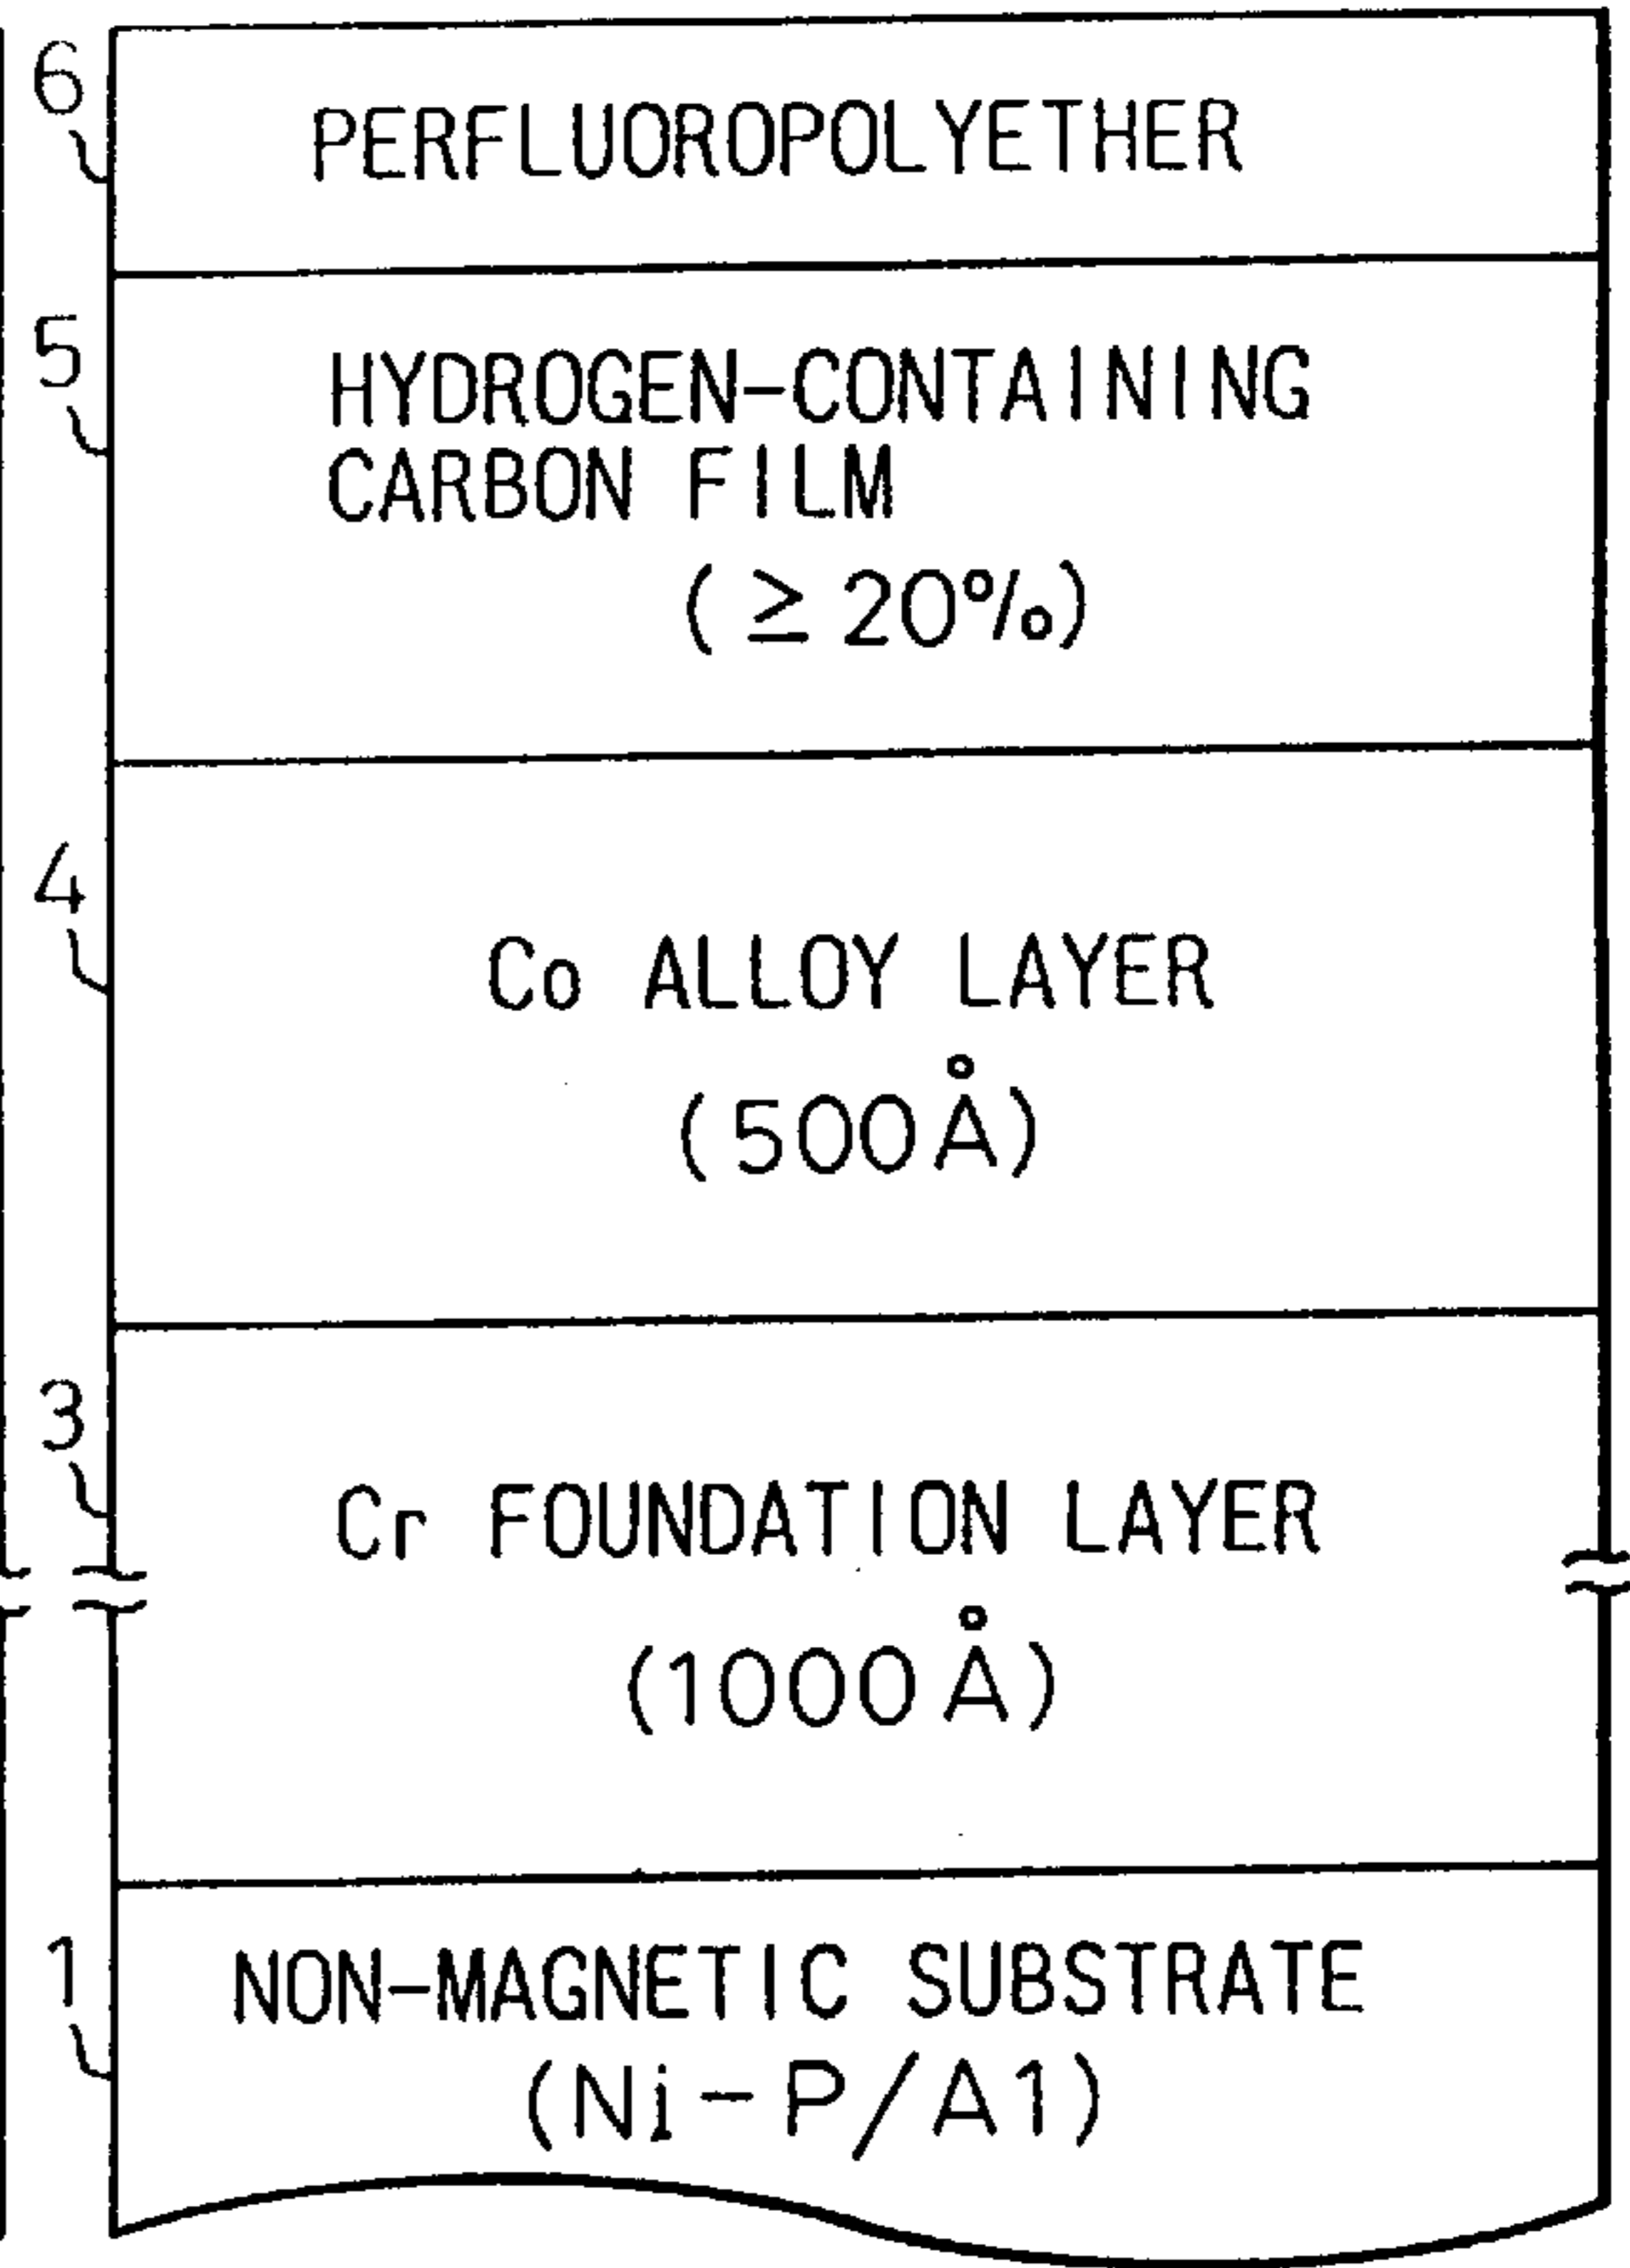 6
PERFLUOROPOLYETHER
5
HYDROGEN-CONTAINING
CARBON FILM
(≥20%)
4
Co ALLOY LAYER
(500Å)
3
Cr FOUNDATION LAYER
(1000Å)
1
NON-MAGNETIC SUBSTRATE
(Ni-P/A1)